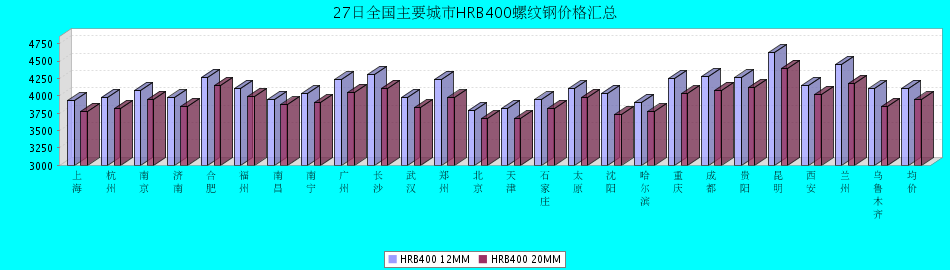 27日全国主要城市HRB400螺纹钢价格汇总
4750
4500
4250
4000
3750
3500
3250
3000
上海
杭州
南京
济南
合肥
福州
南昌
南宁
广州
长沙
武汉
郑州
北京
天津
石家庄
太原
沈阳
哈尔滨
重庆
成都
贵阳
昆明
西安
兰州
乌鲁木齐
均价
HRB400 12MM
HRB400 20MM